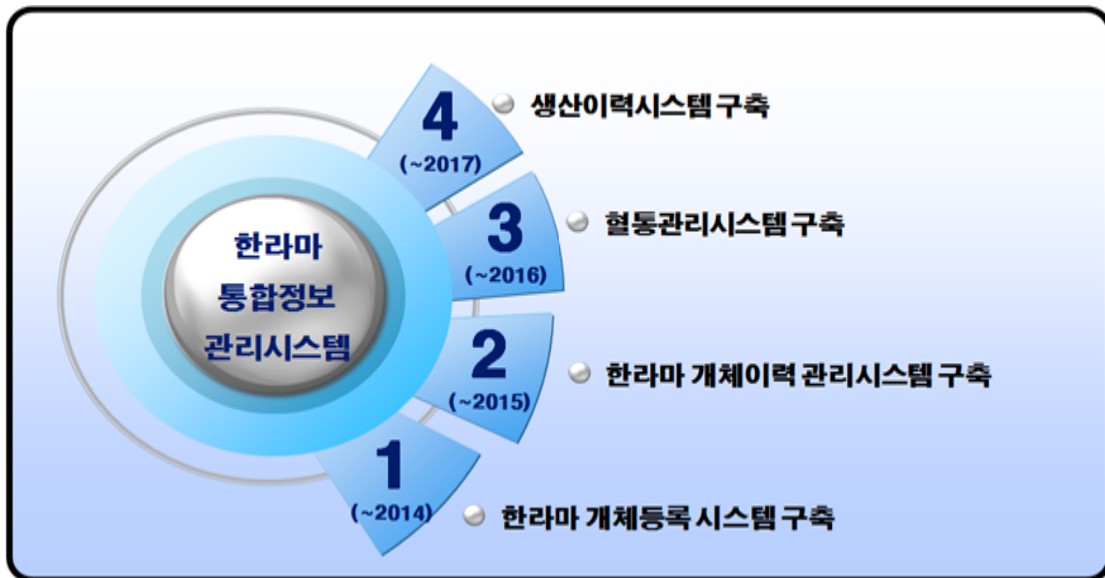 4
(~2017)
생산이력시스템 구축
3
(~2016)
혈통관리시스템 구축
한라마
통합정보
관리시스템
2
(~2015)
한라마 개체이력 관리시스템 구축
1
(~2014)
한라마 개체등록 시스템 구축